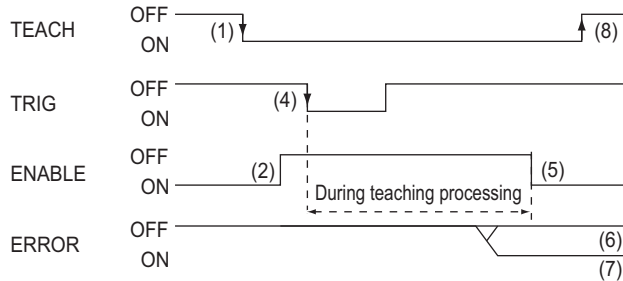 TEACH OFF ON (1) (8)
TRIG OFF ON (4)
ENABLE OFF ON (2) (5)
During teaching processing
ERROR OFF ON (6) (7)